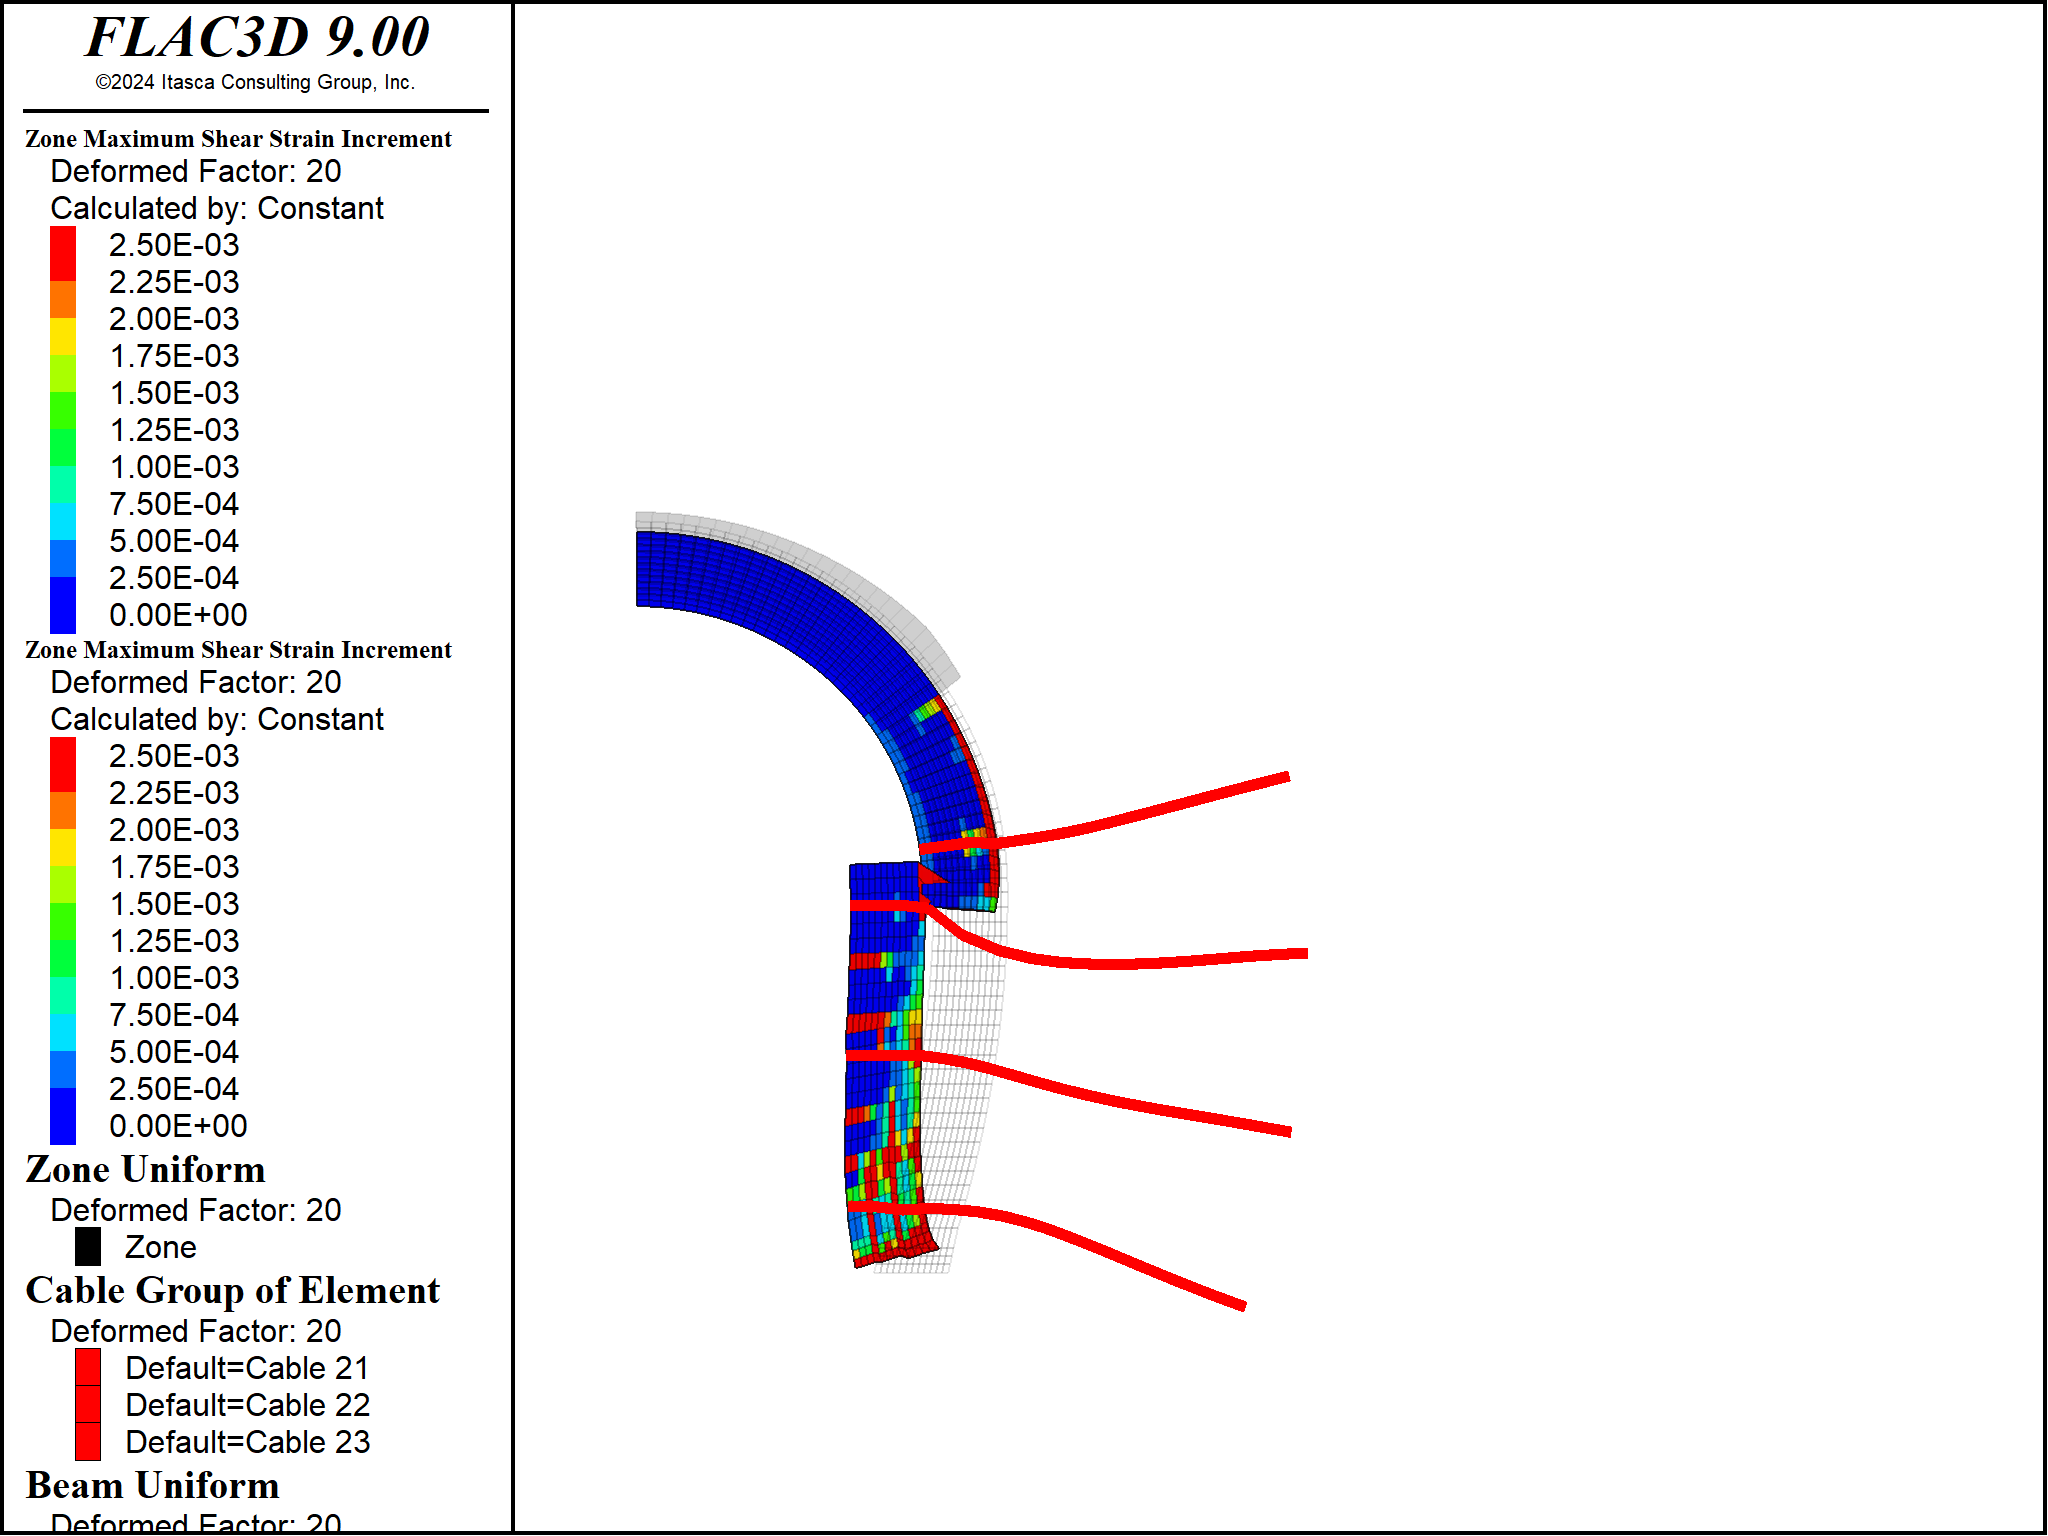 FLAC3D 9.00
©2024 Itasca Consulting Group, Inc.
Zone Maximum Shear Strain Increment
Deformed Factor: 20
Calculated by: Constant
2.50E-03
2.25E-03
2.00E-03
1.75E-03
1.50E-03
1.25E-03
1.00E-03
7.50E-04
5.00E-04
2.50E-04
0.00E+00
Zone Maximum Shear Strain Increment
Deformed Factor: 20
Calculated by: Constant
2.50E-03
2.25E-03
2.00E-03
1.75E-03
1.50E-03
1.25E-03
1.00E-03
7.50E-04
5.00E-04
2.50E-04
0.00E+00
Zone Uniform
Deformed Factor: 20
Zone
Cable Group of Element
Deformed Factor: 20
Default=Cable 21
Default=Cable 22
Default=Cable 23
Beam Uniform
Deformed Factor: 20